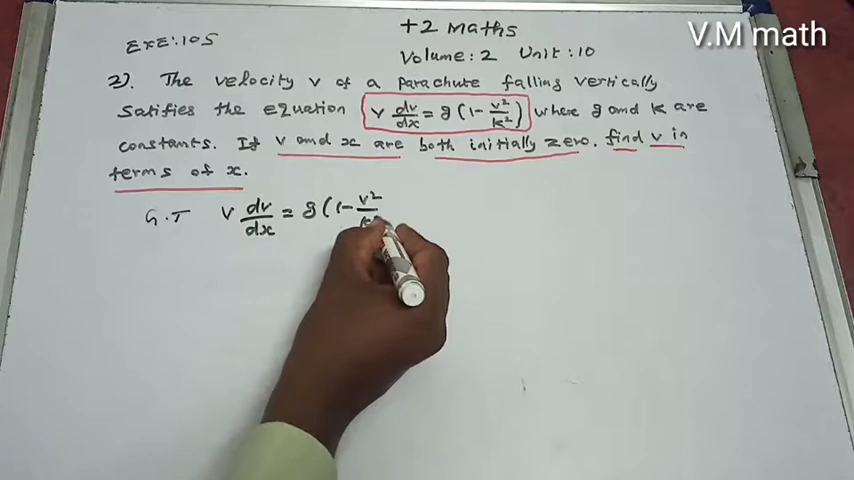 +2 Maths
V.M math
EXE:10.5
Volume: 2 Unit: 10
2). The velocity v of a parachute falling vertically
satisfies the equation v dv/dx = g(1 - v²/k²) where g and k are
constants. If v and x are both initially zero. find v in
terms of x.
G.T v dv/dx = g(1 - v²/k